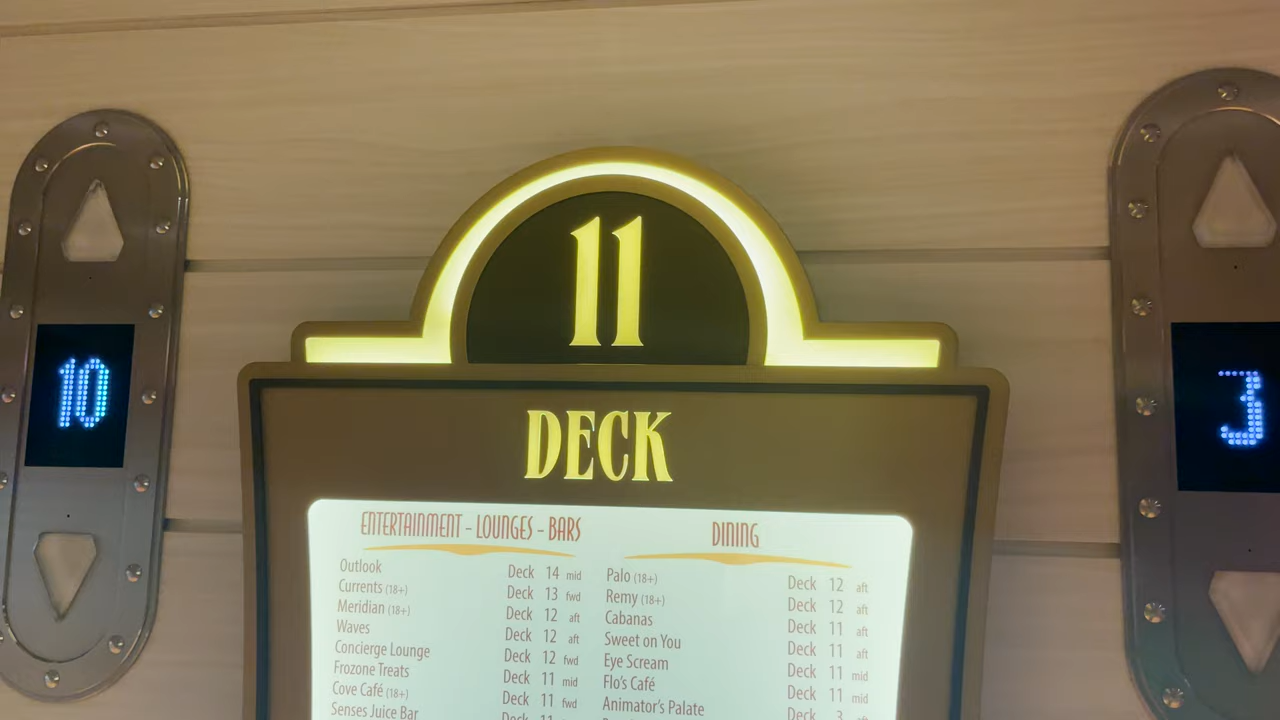 11
10
3
DECK
ENTERTAINMENT - LOUNGES - BARS
Outlook Deck 14 mid
Currents (18+) Deck 13 fwd
Meridian (18+) Deck 12 aft
Waves Deck 12 aft
Concierge Lounge Deck 12 fwd
Frozone Treats Deck 11 mid
Cove Café (18+) Deck 11 fwd
Senses Juice Bar
DINING
Palo (18+) Deck 12 aft
Remy (18+) Deck 12 aft
Cabanas Deck 11 aft
Sweet on You Deck 11 aft
Eye Scream Deck 11 mid
Flo's Café Deck 11 mid
Animator's Palate Deck 3 aft